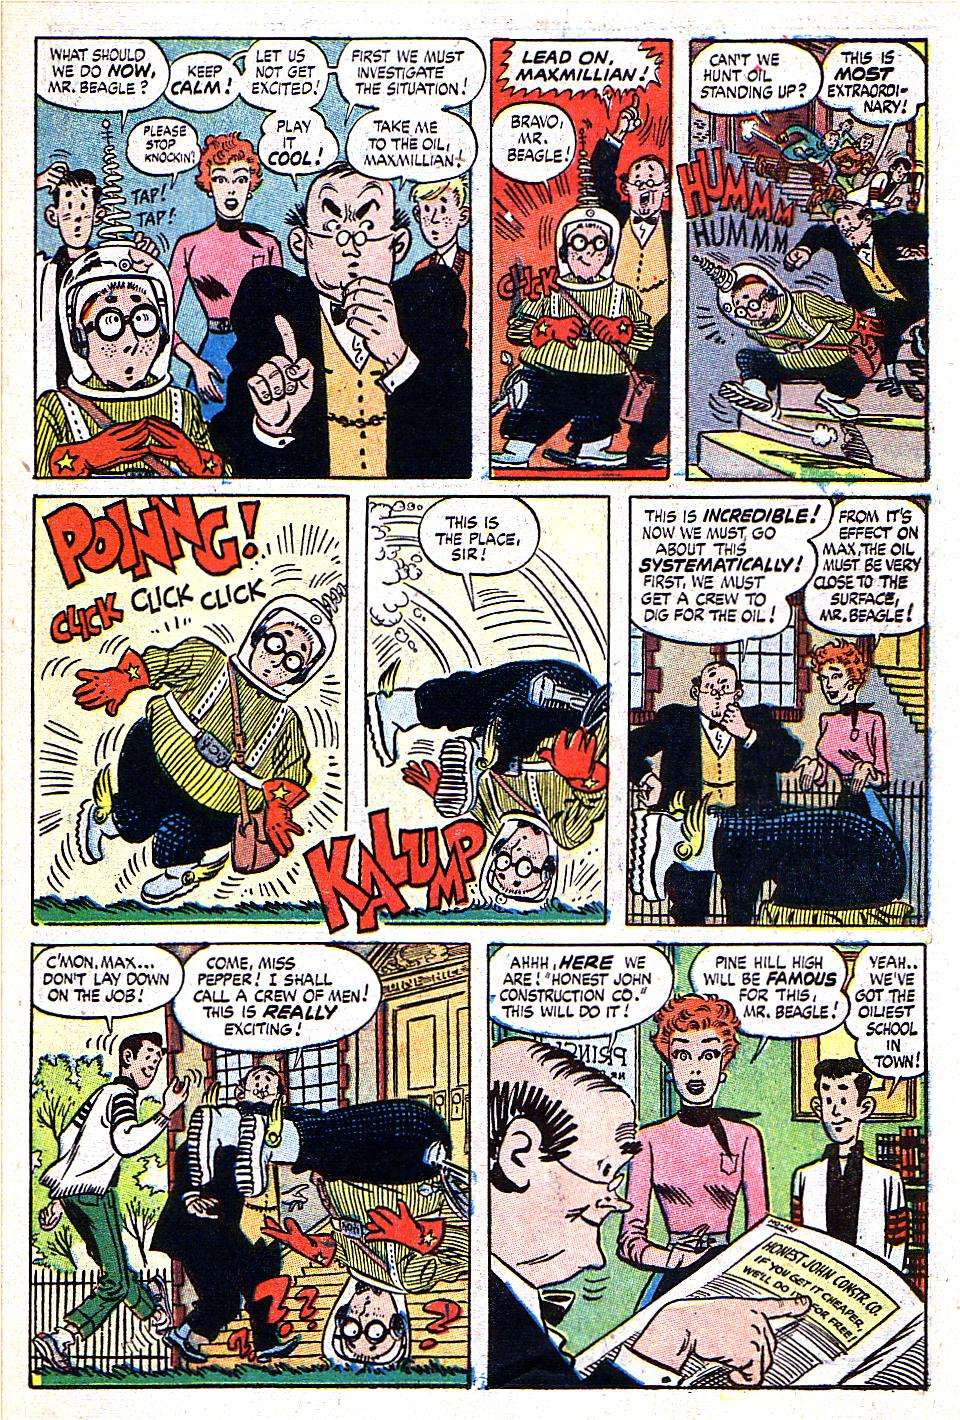 WHAT SHOULD
WE DO NOW,
MR. BEAGLE?
KEEP
CALM!
LET US
NOT GET
EXCITED!
FIRST WE MUST
INVESTIGATE
THE SITUATION!
PLEASE
STOP
KNOCKIN'!
PLAY
IT
COOL!
TAKE ME
TO THE OIL,
MAXMILLIAN!
TAP!
TAP!
LEAD ON,
MAXMILLIAN!
BRAVO,
MR.
BEAGLE!
CLICK
CAN'T WE
HUNT OIL
STANDING UP?
THIS IS
MOST
EXTRAORDI-
NARY!
HUMMM
HUMMM
POINNG!
CLICK CLICK CLICK
THIS IS
THE PLACE,
SIR!
KALUMP
THIS IS INCREDIBLE!
NOW WE MUST GO
ABOUT THIS
SYSTEMATICALLY!
FIRST, WE MUST
GET A CREW TO
DIG FOR THE OIL!
FROM IT'S
EFFECT ON
MAX, THE OIL
MUST BE VERY
CLOSE TO THE
SURFACE,
MR. BEAGLE!
C'MON, MAX...
DON'T LAY DOWN
ON THE JOB!
COME, MISS
PEPPER! I SHALL
CALL A CREW OF MEN!
THIS IS REALLY
EXCITING!
? ? ? ?
AHHH, HERE WE
ARE! "HONEST JOHN
CONSTRUCTION CO."
THIS WILL DO IT!
PINE HILL HIGH
WILL BE FAMOUS
FOR THIS,
MR. BEAGLE!
YEAH..
WE'VE
GOT THE
OILIEST
SCHOOL
IN
TOWN!
HONEST JOHN CONSTR. CO.
IF YOU GET IT CHEAPER,
WE'LL DO IT FOR FREE!